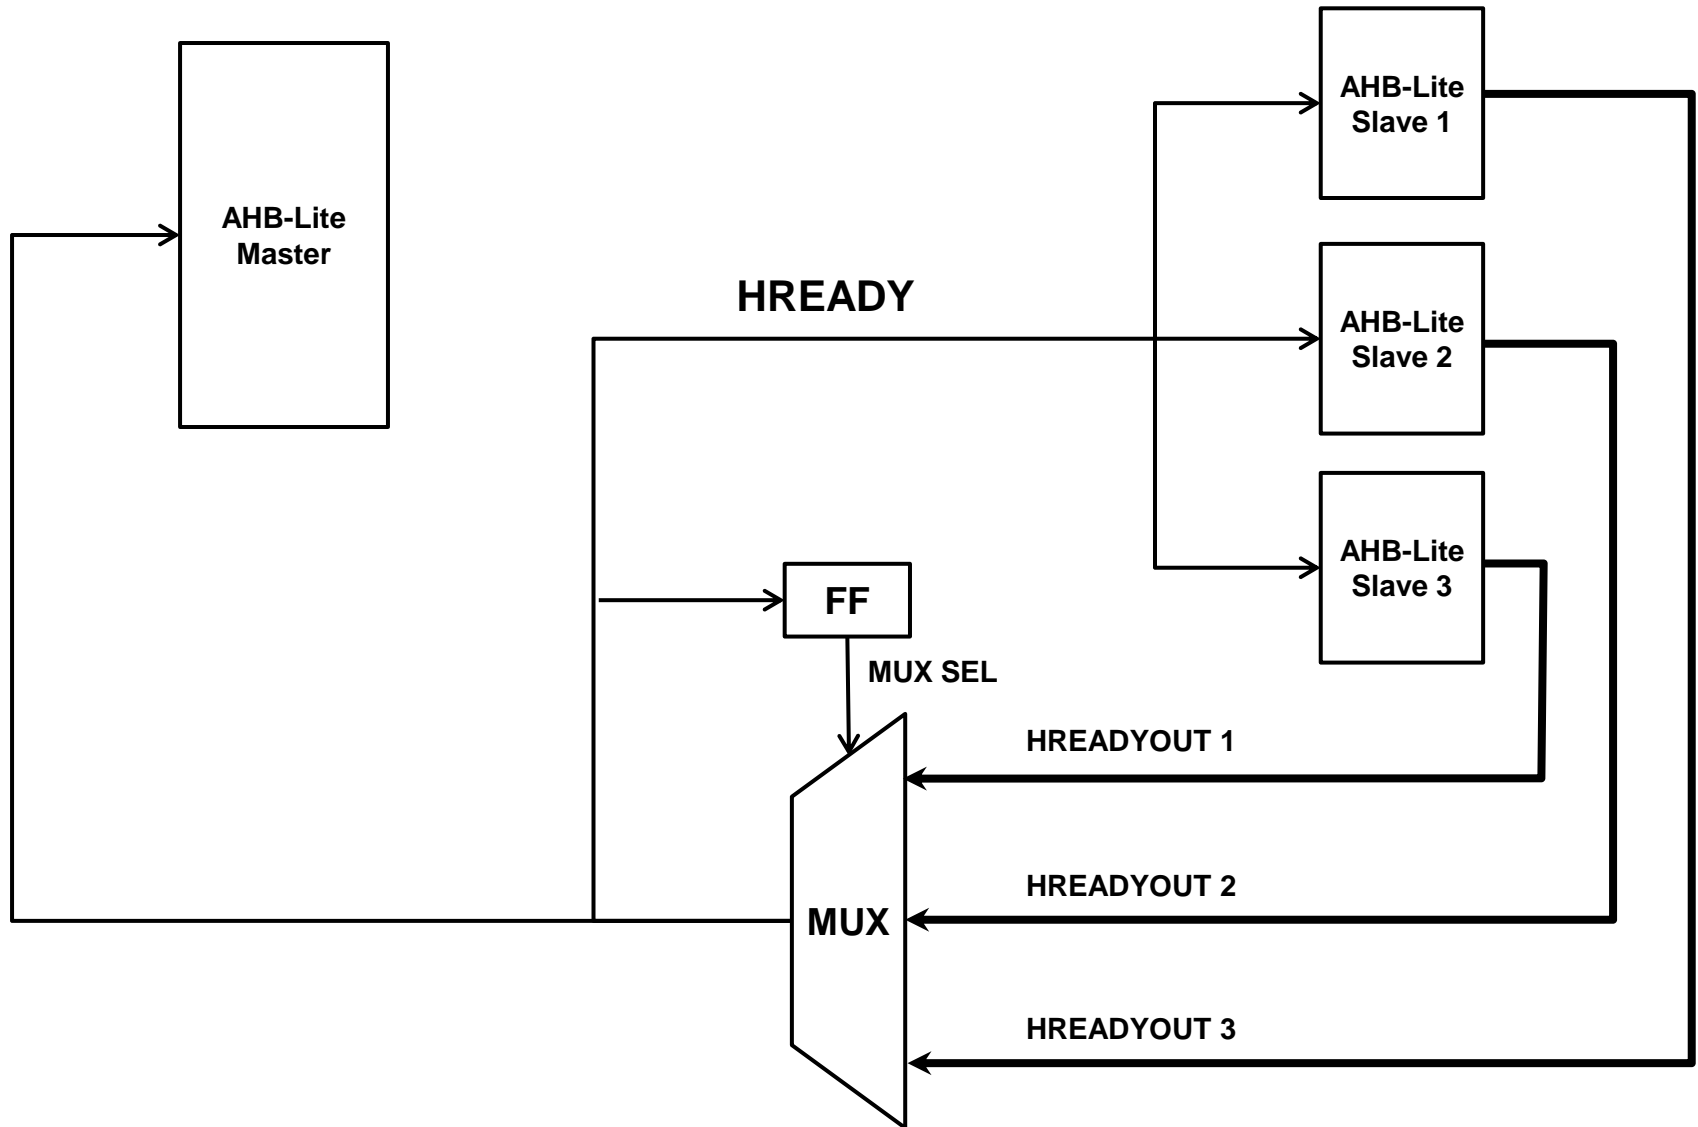 AHB-Lite
Slave 1
AHB-Lite
Master
HREADY
AHB-Lite
Slave 2
AHB-Lite
Slave 3
FF
MUX SEL
HREADYOUT 1
HREADYOUT 2
MUX
HREADYOUT 3